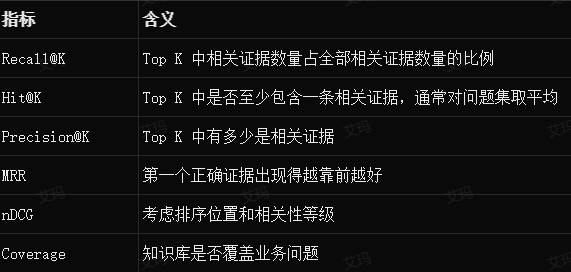 指标 含义
Recall@K Top K 中相关证据数量占全部相关证据数量的比例
Hit@K Top K 中是否至少包含一条相关证据，通常对问题集取平均
Precision@K Top K 中有多少是相关证据
MRR 第一个正确证据出现得越靠前越好
nDCG 考虑排序位置和相关性等级
Coverage 知识库是否覆盖业务问题